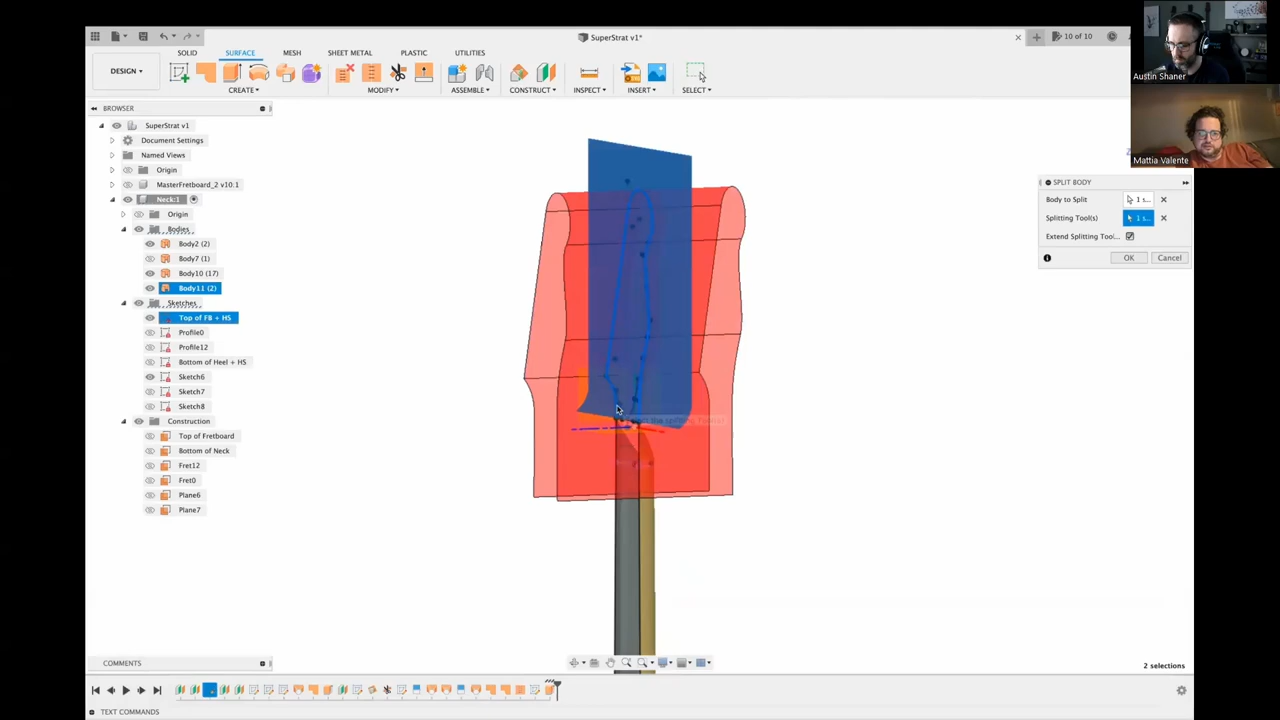 SuperStrat v1*
10 of 10
Austin Shaner
Mattia Valente
DESIGN
SOLID
SURFACE
MESH
SHEET METAL
PLASTIC
UTILITIES
CREATE
MODIFY
ASSEMBLE
CONSTRUCT
INSPECT
INSERT
SELECT
BROWSER
SuperStrat v1
Document Settings
Named Views
Origin
MasterFretboard_2 v10:1
Neck:1
Origin
Bodies
Body2 (2)
Body7 (1)
Body10 (17)
Body11 (2)
Sketches
Top of FB + HS
Profile0
Profile12
Bottom of Heel + HS
Sketch6
Sketch7
Sketch8
Construction
Top of Fretboard
Bottom of Neck
Fret12
Fret0
Plane6
Plane7
SPLIT BODY
Body to Split
1 s...
Splitting Tool(s)
1 s...
Extend Splitting Tool...
OK
Cancel
COMMENTS
2 selections
TEXT COMMANDS